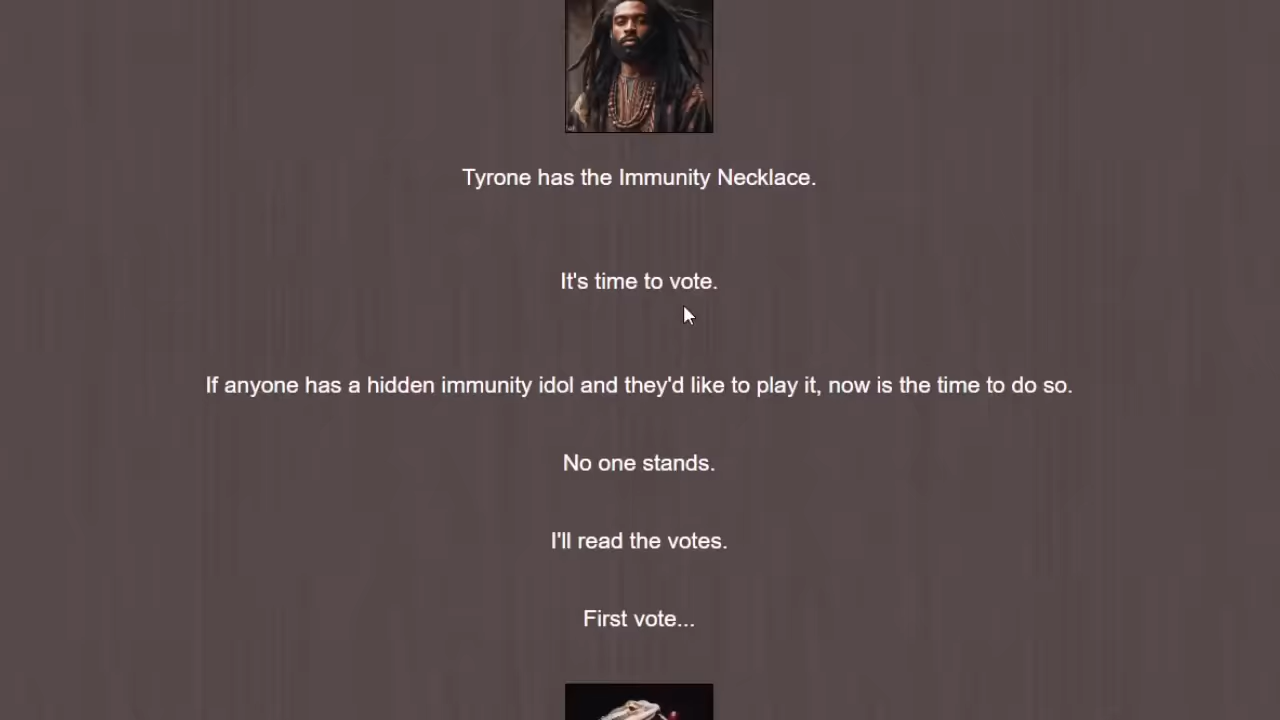 Tyrone has the Immunity Necklace.
It's time to vote.
If anyone has a hidden immunity idol and they'd like to play it, now is the time to do so.
No one stands.
I'll read the votes.
First vote...